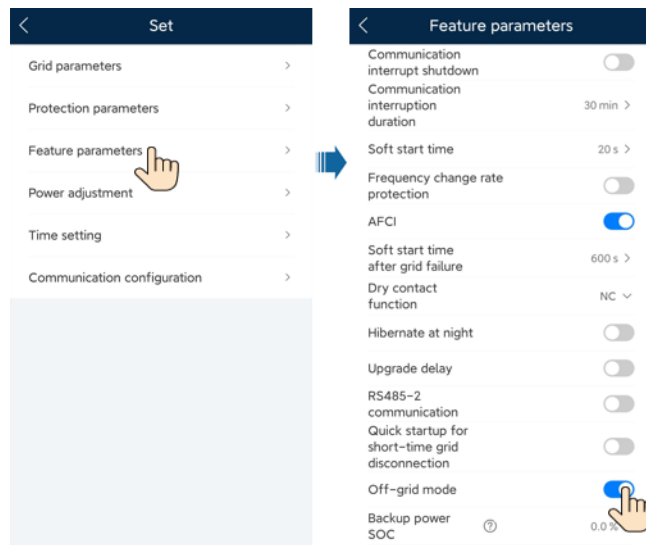 Set
Grid parameters
Protection parameters
Feature parameters
Power adjustment
Time setting
Communication configuration
Feature parameters
Communication
interrupt shutdown
Communication
interruption
duration
30 min
Soft start time
20 s
Frequency change rate
protection
AFCI
Soft start time
after grid failure
600 s
Dry contact
function
NC
Hibernate at night
Upgrade delay
RS485-2
communication
Quick startup for
short-time grid
disconnection
Off-grid mode
Backup power
SOC
0.0 %